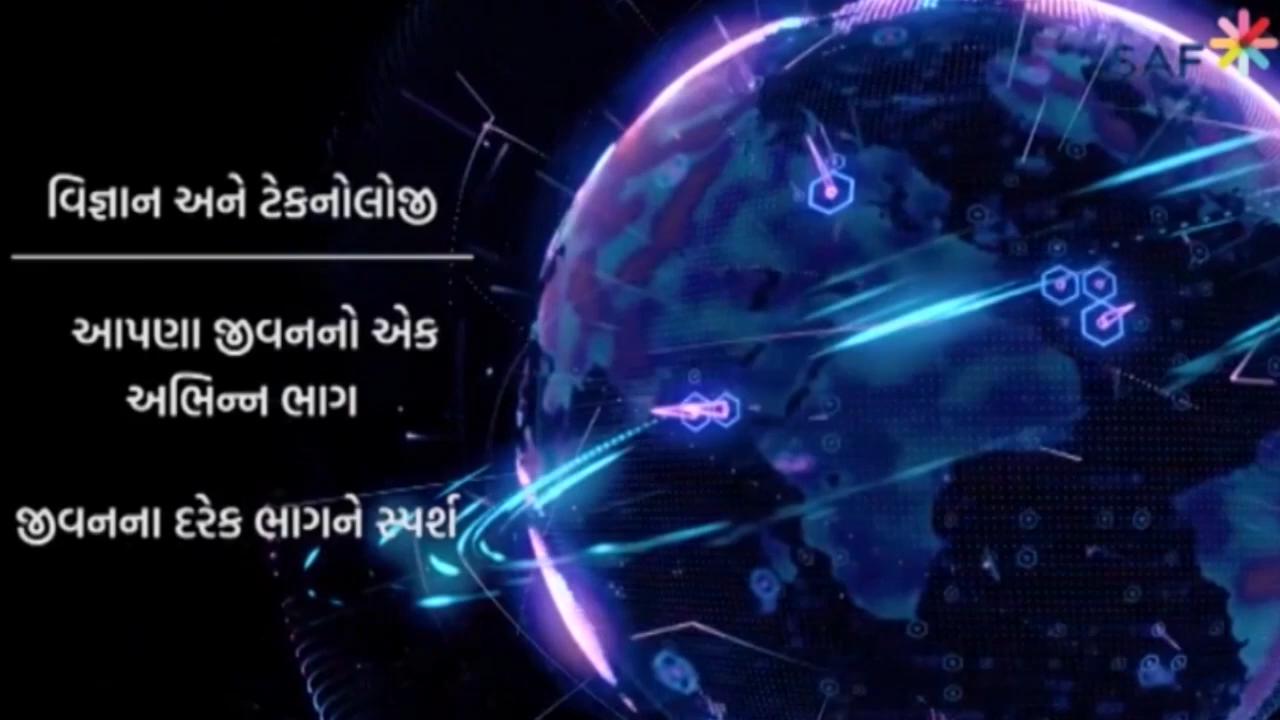 વિજ્ઞાન અને ટેકનોલોજી
આપણા જીવનનો એક
અભિન્ન ભાગ
જીવનના દરેક ભાગને સ્પર્શ
SAF